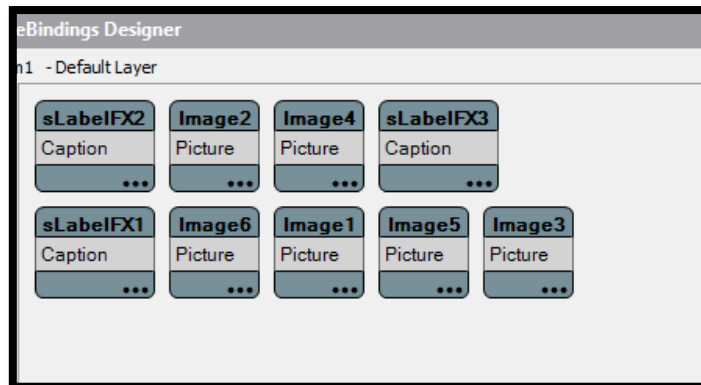 eBindings Designer
- Default Layer
sLabelFX2 Image2 Image4 sLabelFX3
Caption Picture Picture Caption
sLabelFX1 Image6 Image1 Image5 Image3
Caption Picture Picture Picture Picture